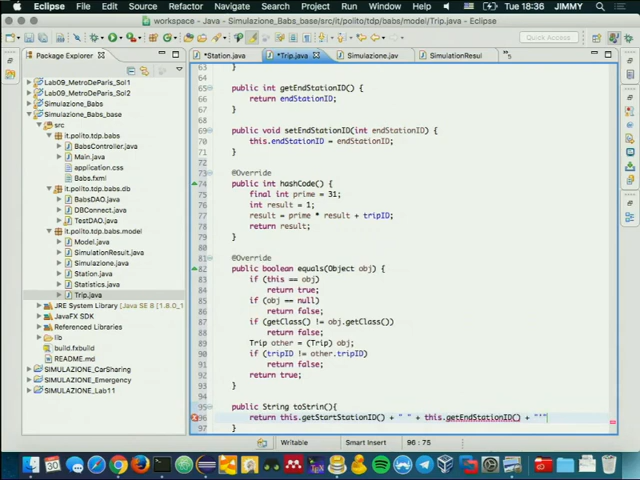 Eclipse File Edit Source Refactor Navigate Search Project Run Window Help
Tue 18:36 JIMMY
workspace - Java - Simulazione_Babs_base/src/it/polito/tdp/babs/model/Trip.java - Eclipse
Quick Access
Package Explorer
*Station.java *Trip.java Simulazione.jav SimulationResul »5
Lab09_MetroDeParis_Sol1
Lab09_MetroDeParis_Sol2
Simulazione_Babs
Simulazione_Babs_base
src
it.polito.tdp.babs
BabsController.java
Main.java
application.css
Babs.fxml
it.polito.tdp.babs.db
BabsDAO.java
DBConnect.java
TestDAO.java
it.polito.tdp.babs.model
Model.java
SimulationResult.java
Simulazione.java
Station.java
Statistics.java
Trip.java
JRE System Library [Java SE 8 [1.8.0_
JavaFX SDK
Referenced Libraries
lib
build.fxbuild
README.md
SIMULAZIONE_CarSharing
SIMULAZIONE_Emergency
SIMULAZIONE_Lab11
63 }
64
65 public int getEndStationID() {
66 return endStationID;
67 }
68
69 public void setEndStationID(int endStationID) {
70 this.endStationID = endStationID;
71 }
72
73 @Override
74 public int hashCode() {
75 final int prime = 31;
76 int result = 1;
77 result = prime * result + tripID;
78 return result;
79 }
80
81 @Override
82 public boolean equals(Object obj) {
83 if (this == obj)
84 return true;
85 if (obj == null)
86 return false;
87 if (getClass() != obj.getClass())
88 return false;
89 Trip other = (Trip) obj;
90 if (tripID != other.tripID)
91 return false;
92 return true;
93 }
94
95 public String toStrin(){
96 return this.getStartStationID() + " " + this.getEndStationID() + "'"
97 }
Writable Smart Insert 96 : 75